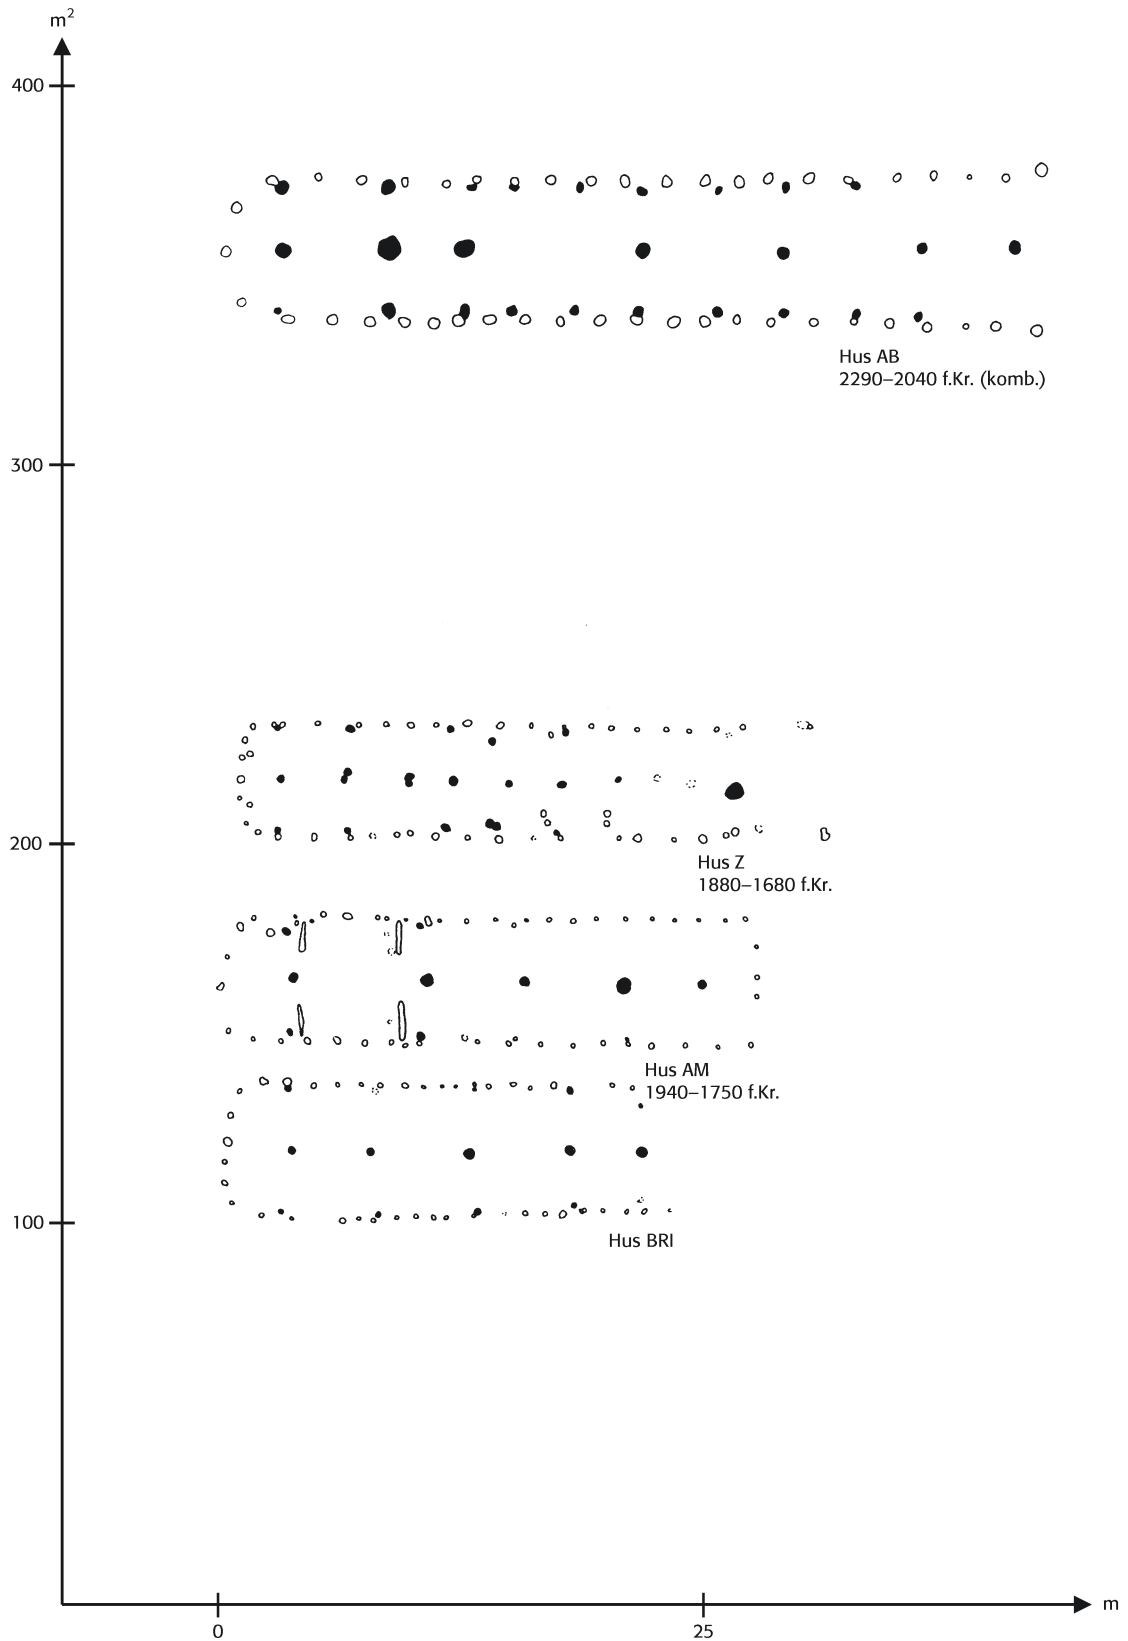 m²
400
Hus AB
2290–2040 f.Kr. (komb.)
300
200
Hus Z
1880–1680 f.Kr.
Hus AM
1940–1750 f.Kr.
100
Hus BRI
m
0
25